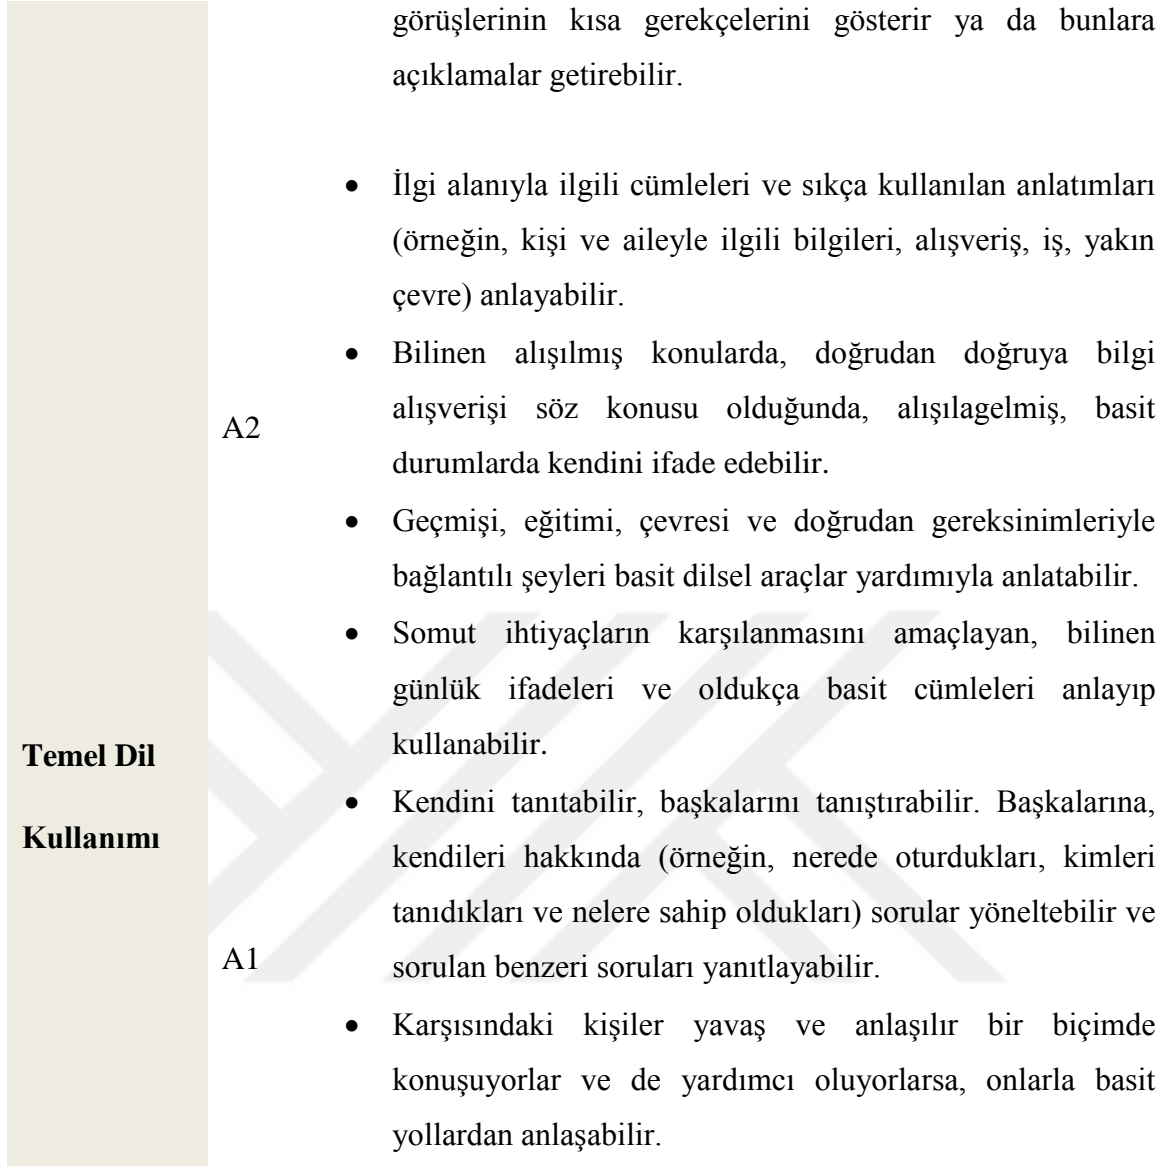 görüşlerinin kısa gerekçelerini gösterir ya da bunlara
açıklamalar getirebilir.
• İlgi alanıyla ilgili cümleleri ve sıkça kullanılan anlatımları
(örneğin, kişi ve aileyle ilgili bilgileri, alışveriş, iş, yakın
çevre) anlayabilir.
• Bilinen alışılmış konularda, doğrudan doğruya bilgi
A2
alışverişi söz konusu olduğunda, alışılagelmiş, basit
durumlarda kendini ifade edebilir.
• Geçmişi, eğitimi, çevresi ve doğrudan gereksinimleriyle
bağlantılı şeyleri basit dilsel araçlar yardımıyla anlatabilir.
• Somut ihtiyaçların karşılanmasını amaçlayan, bilinen
günlük ifadeleri ve oldukça basit cümleleri anlayıp
kullanabilir.
Temel Dil
Kullanımı
• Kendini tanıtabilir, başkalarını tanıştırabilir. Başkalarına,
kendileri hakkında (örneğin, nerede oturdukları, kimleri
tanıdıkları ve nelere sahip oldukları) sorular yöneltebilir ve
A1
sorulan benzeri soruları yanıtlayabilir.
• Karşısındaki kişiler yavaş ve anlaşılır bir biçimde
konuşuyorlar ve de yardımcı oluyorlarsa, onlarla basit
yollardan anlaşabilir.